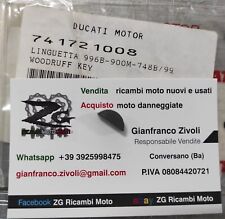 DUCATI MOTOR
741721008
LINGUETTA 996B-900M-748B/99
WOODRUFF KEY
ZG
Vendita ricambi moto nuovi e usati
Acquisto moto danneggiate
Gianfranco Zivoli
Responsabile Vendite
Whatsapp +39 3925998475
Conversano (Ba)
gianfranco.zivoli@gmail.com
P.IVA 08084420721
Facebook ZG Ricambi Moto
ebay ZG Ricambi Moto